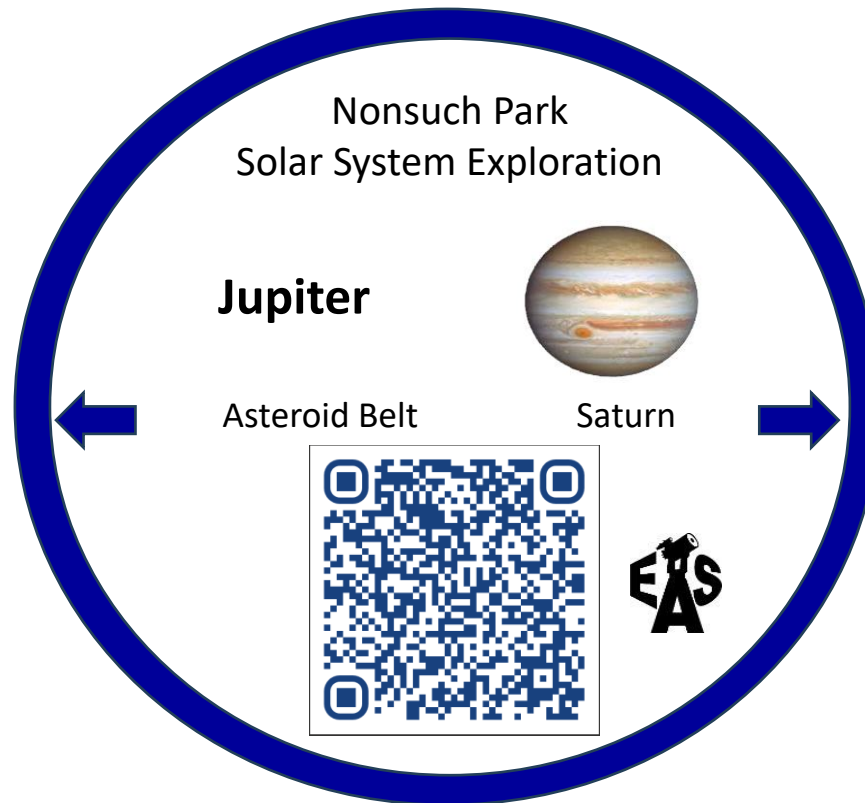 Nonsuch Park
Solar System Exploration
Jupiter
Asteroid Belt Saturn
EAS